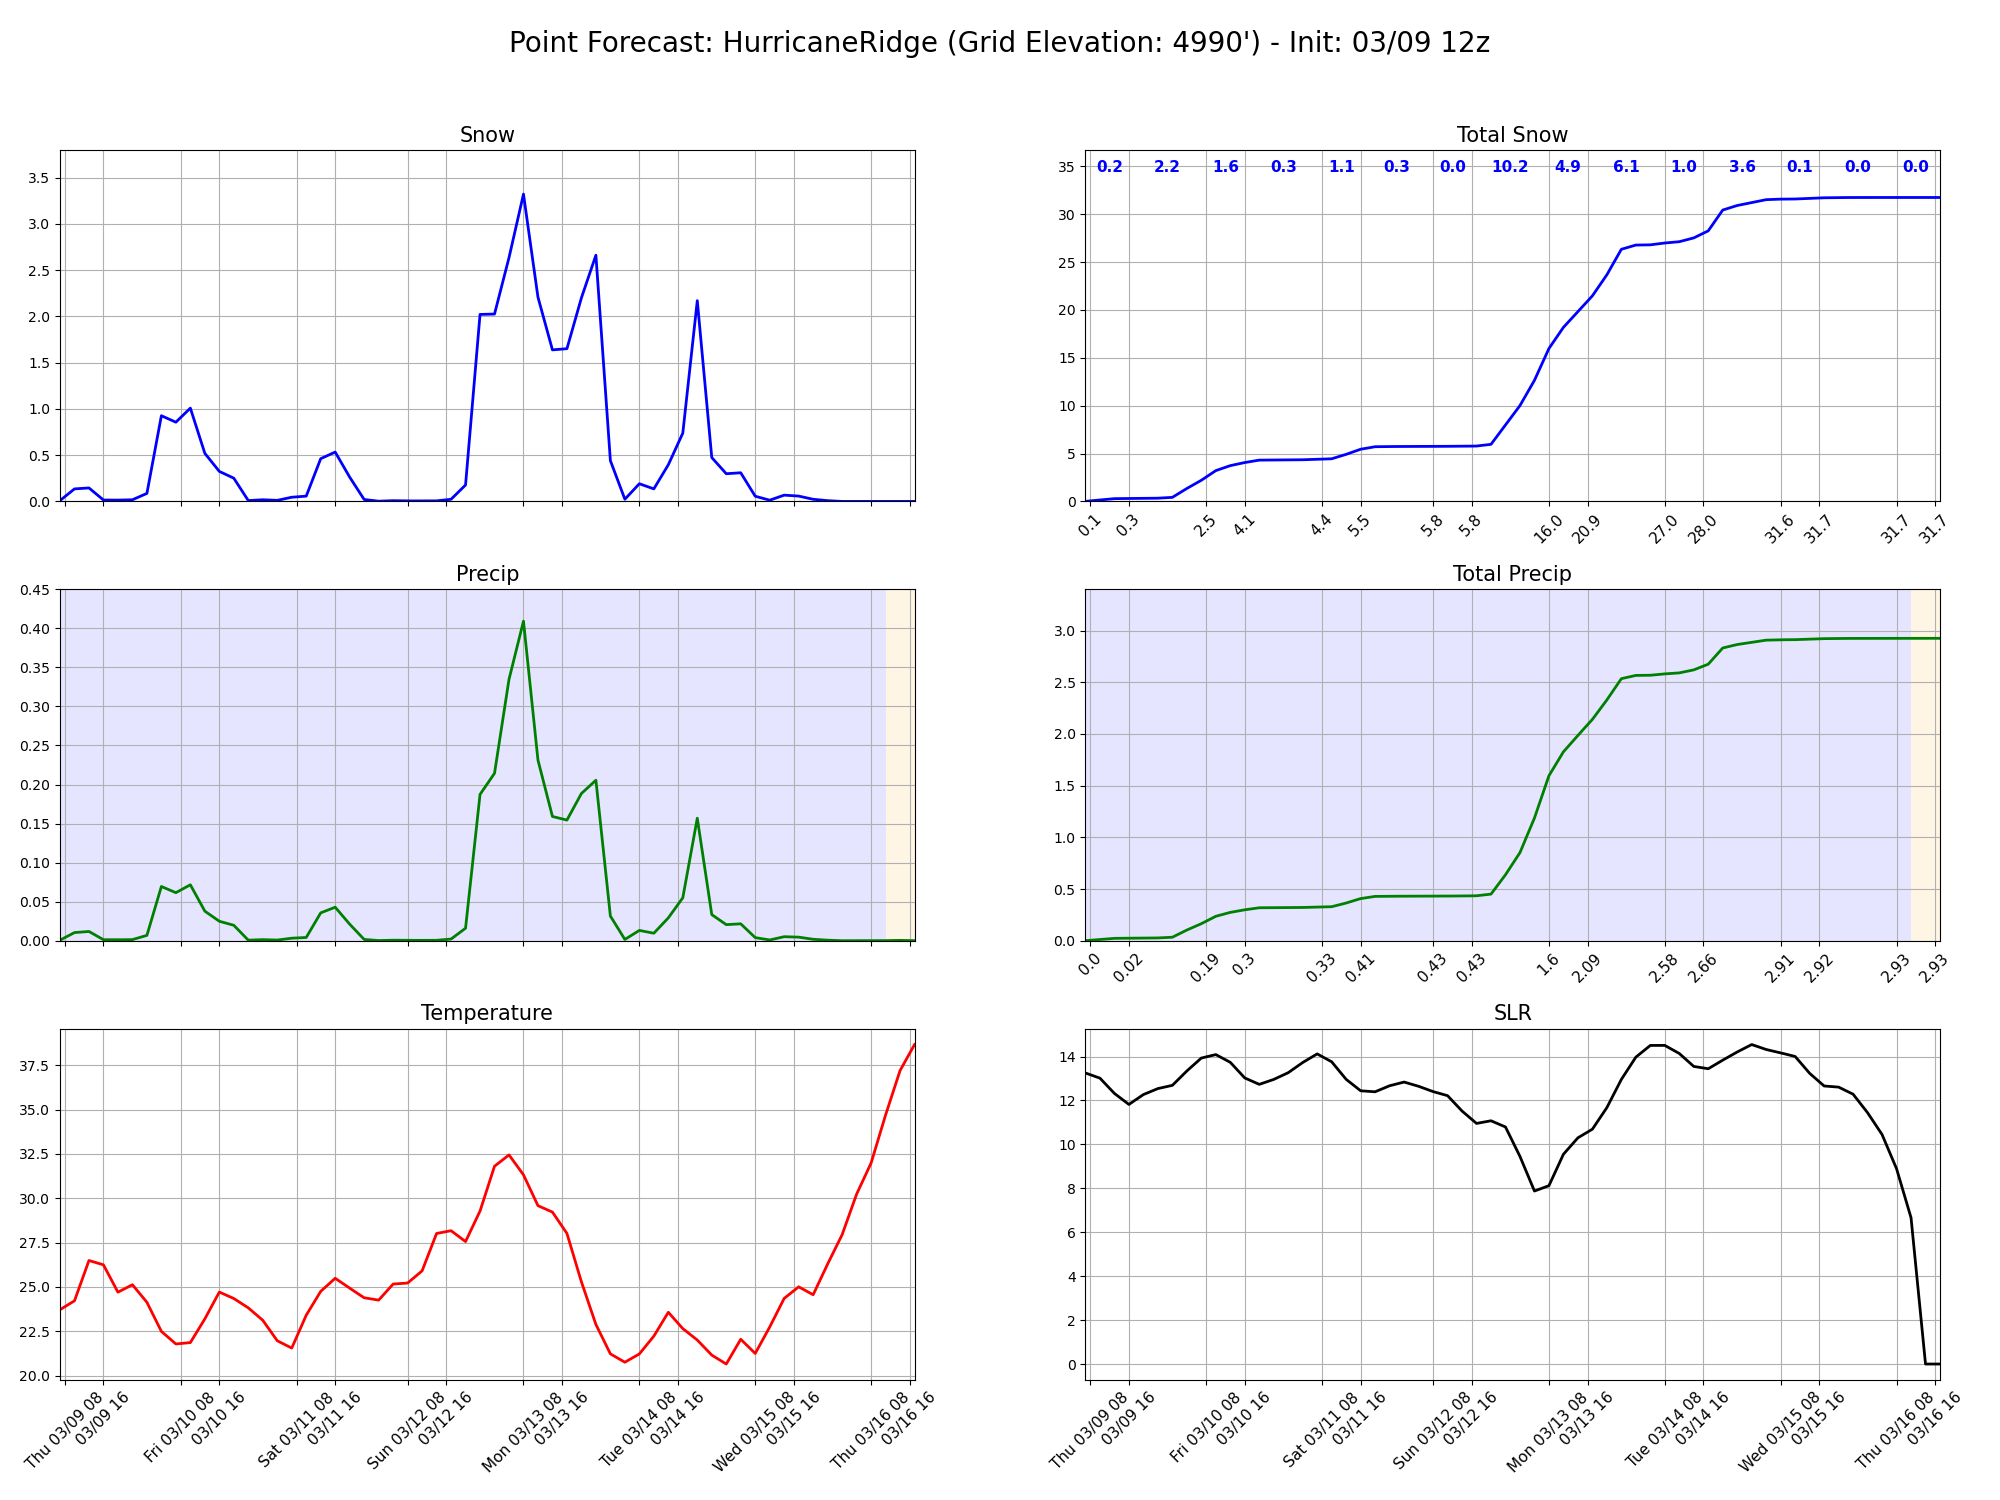 Point Forecast: HurricaneRidge (Grid Elevation: 4990') - Init: 03/09 12z
Snow
3.5
3.0
2.5
2.0
1.5
1.0
0.5
0.0
Total Snow
0.2 2.2 1.6 0.3 1.1 0.3 0.0 10.2 4.9 6.1 1.0 3.6 0.1 0.0 0.0
35
30
25
20
15
10
5
0
0.1 0.3 2.5 4.1 4.4 5.5 5.8 5.8 16.0 20.9 27.0 28.0 31.6 31.7 31.7 31.7
Precip
0.45
0.40
0.35
0.30
0.25
0.20
0.15
0.10
0.05
0.00
Total Precip
3.0
2.5
2.0
1.5
1.0
0.5
0.0
0.0 0.02 0.19 0.3 0.33 0.41 0.43 0.43 1.6 2.09 2.58 2.66 2.91 2.92 2.93 2.93
Temperature
37.5
35.0
32.5
30.0
27.5
25.0
22.5
20.0
Thu 03/09 08
03/09 16
Fri 03/10 08
03/10 16
Sat 03/11 08
03/11 16
Sun 03/12 08
03/12 16
Mon 03/13 08
03/13 16
Tue 03/14 08
03/14 16
Wed 03/15 08
03/15 16
Thu 03/16 08
03/16 16
SLR
14
12
10
8
6
4
2
0
Thu 03/09 08
03/09 16
Fri 03/10 08
03/10 16
Sat 03/11 08
03/11 16
Sun 03/12 08
03/12 16
Mon 03/13 08
03/13 16
Tue 03/14 08
03/14 16
Wed 03/15 08
03/15 16
Thu 03/16 08
03/16 16